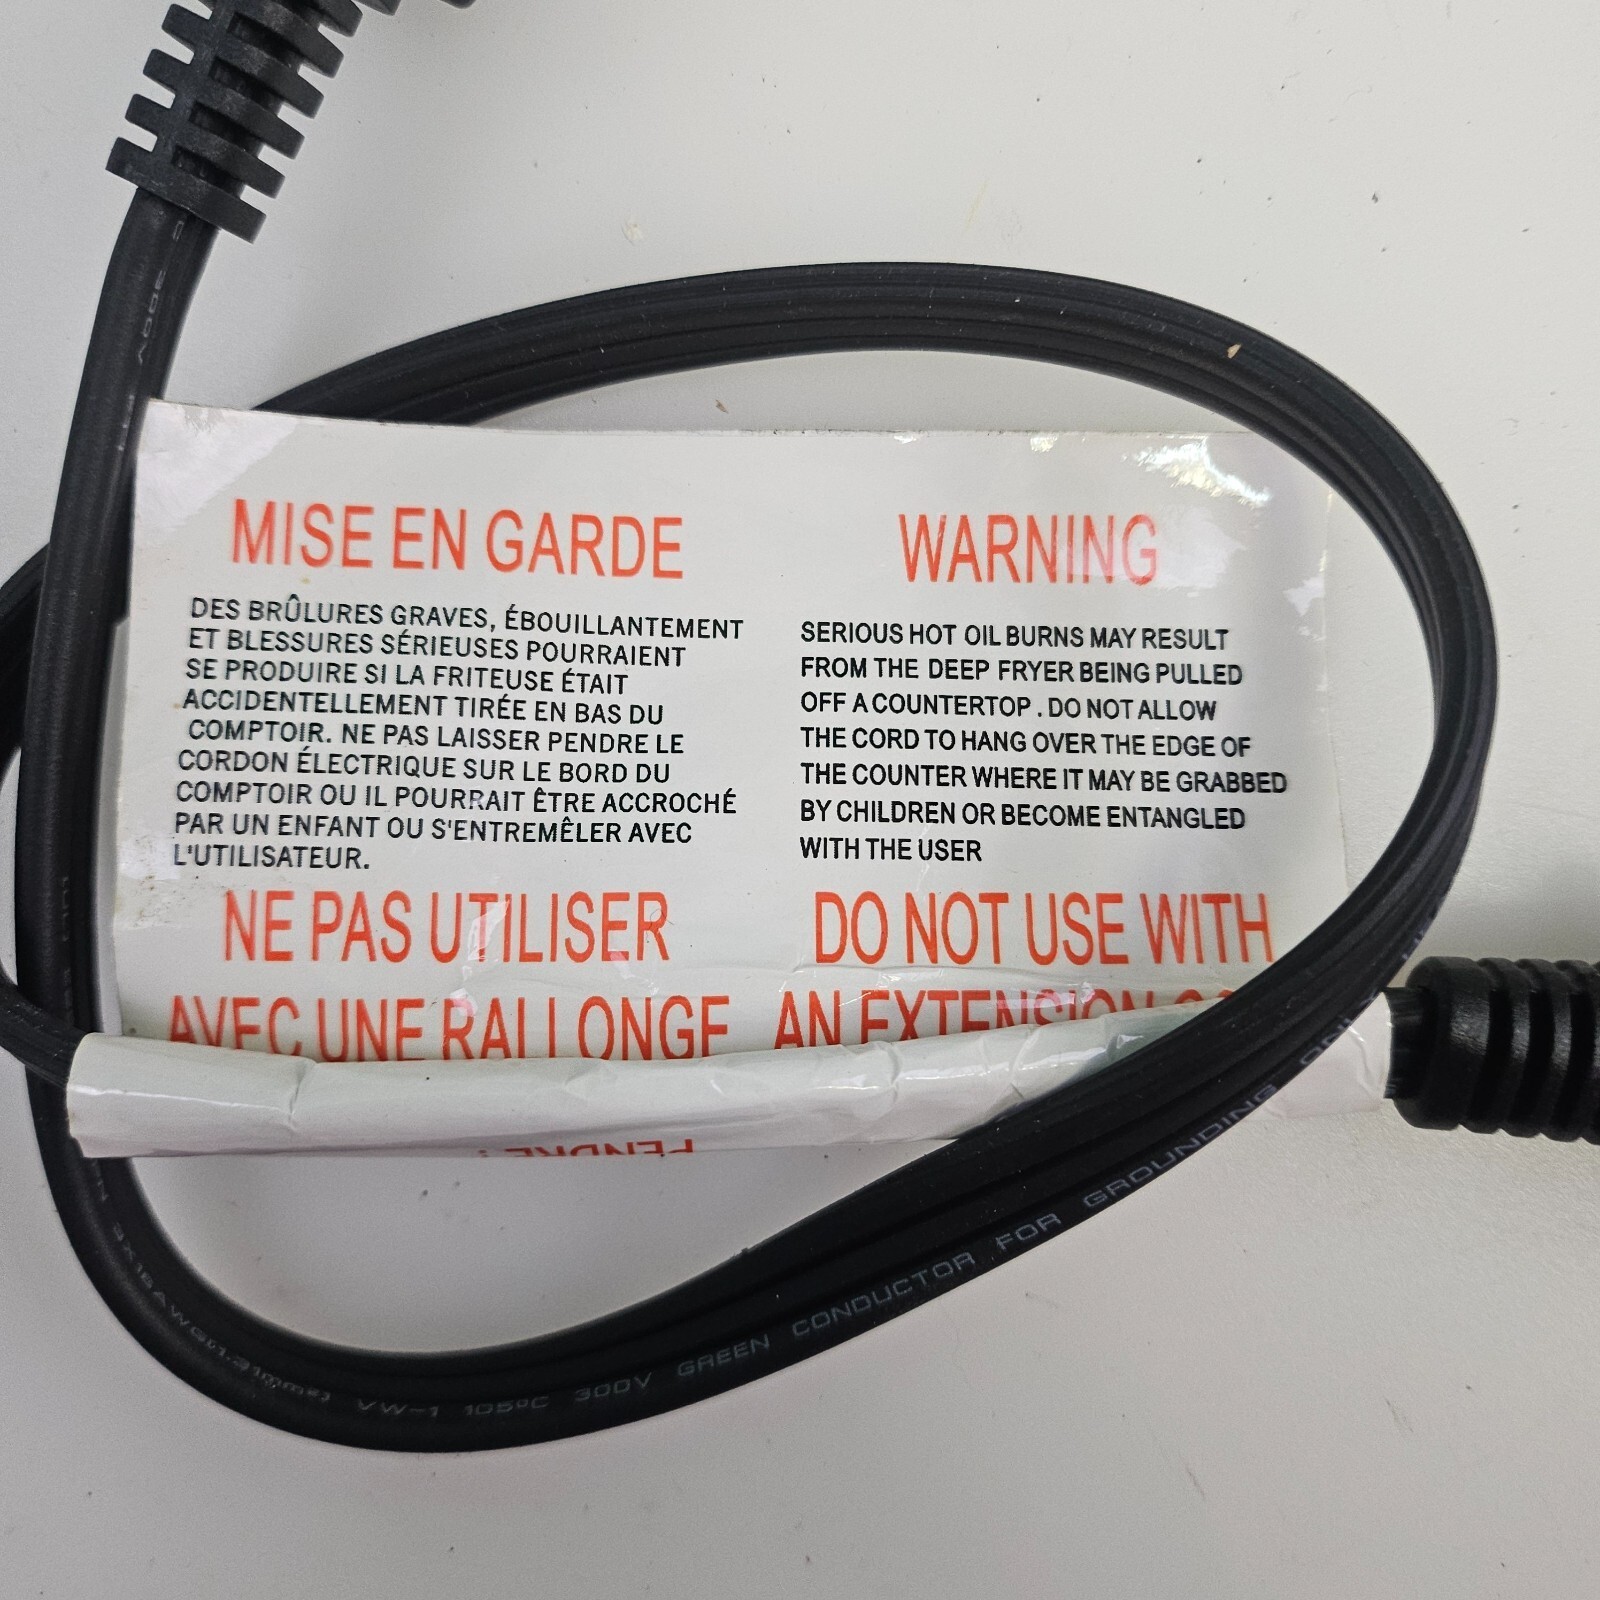 MISE EN GARDE
DES BRÛLURES GRAVES, ÉBOUILLANTEMENT
ET BLESSURES SÉRIEUSES POURRAIENT
SE PRODUIRE SI LA FRITEUSE ÉTAIT
ACCIDENTELLEMENT TIRÉE EN BAS DU
COMPTOIR. NE PAS LAISSER PENDRE LE
CORDON ÉLECTRIQUE SUR LE BORD DU
COMPTOIR OU IL POURRAIT ÊTRE ACCROCHÉ
PAR UN ENFANT OU S'ENTREMÊLER AVEC
L'UTILISATEUR.
NE PAS UTILISER
AVEC UNE RALLONGE
WARNING
SERIOUS HOT OIL BURNS MAY RESULT
FROM THE DEEP FRYER BEING PULLED
OFF A COUNTERTOP . DO NOT ALLOW
THE CORD TO HANG OVER THE EDGE OF
THE COUNTER WHERE IT MAY BE GRABBED
BY CHILDREN OR BECOME ENTANGLED
WITH THE USER
DO NOT USE WITH
AN EXTENSION
PENDRE !
VW-1 105ºC 300V GREEN CONDUCTOR FOR GROUNDING ONLY